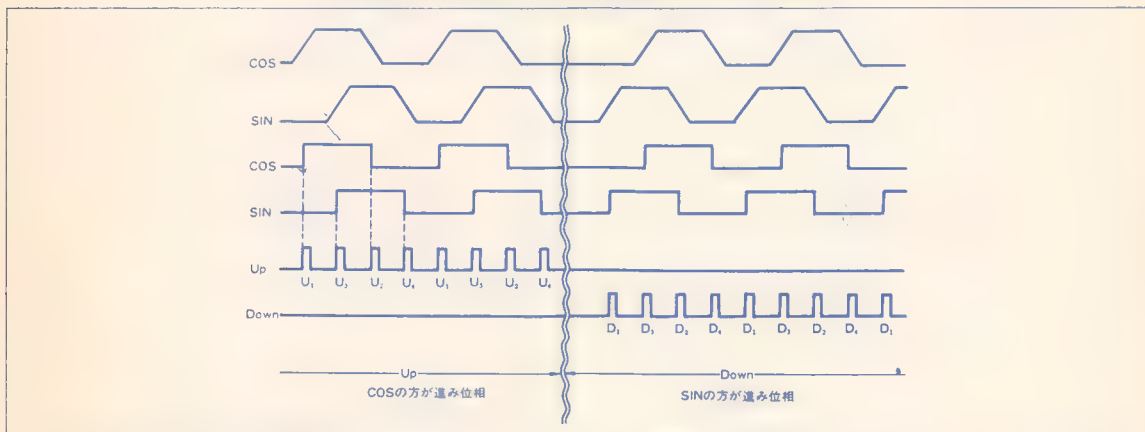 COS
SIN
COS
SIN
Up
U₁ U₃ U₂ U₄ U₁ U₃ U₂ U₄
Down
D₁ D₃ D₂ D₄ D₁ D₃ D₂ D₄ D₁
Up Down
COSの方が進み位相 SINの方が進み位相